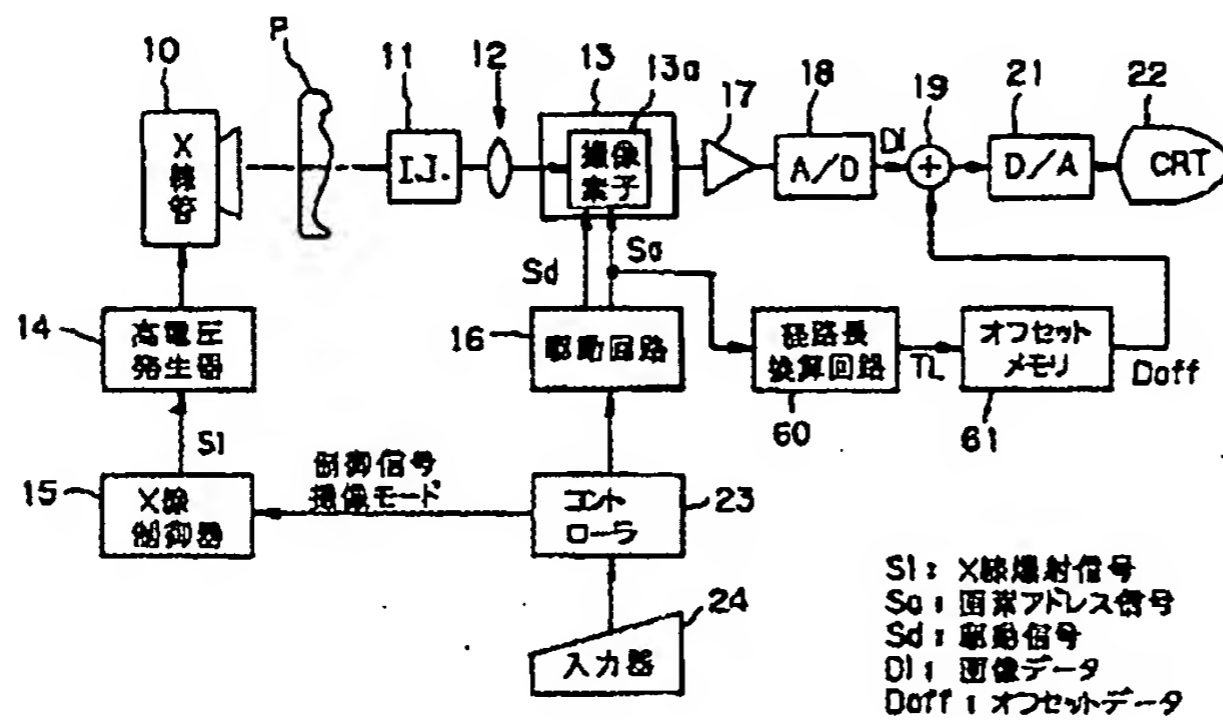 10
P
11
12
13
13a
17
18
19
21
22
X
線
管
I.I.
撮像
素子
A/D
DI
+
D/A
CRT
Sd
Sa
14
高電圧
発生器
16
駆動回路
経路長
換算回路
TL
オフセット
メモリ
Doff
60
61
SI
制御信号
撮像モード
15
X線
制御器
コント
ローラ
23
24
入力器
SI: X線爆射信号
Sa: 画素アドレス信号
Sd: 駆動信号
DI: 画像データ
Doff: オフセットデータ